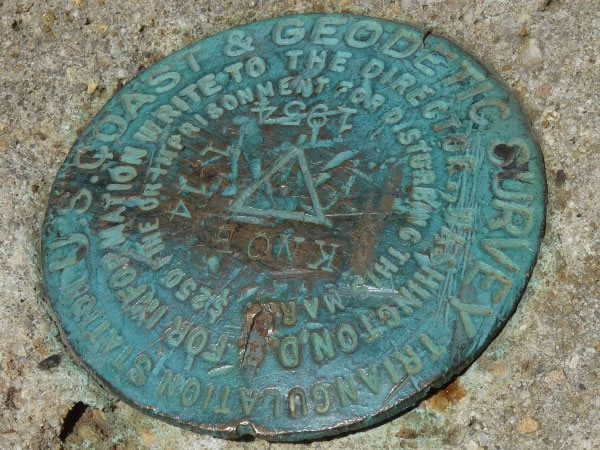 U.S. COAST & GEODETIC SURVEY
TRIANGULATION STATION
FOR INFORMATION WRITE TO THE DIRECTOR, WASHINGTON, D.C.
$250 FINE OR IMPRISONMENT FOR DISTURBING THIS MARK.